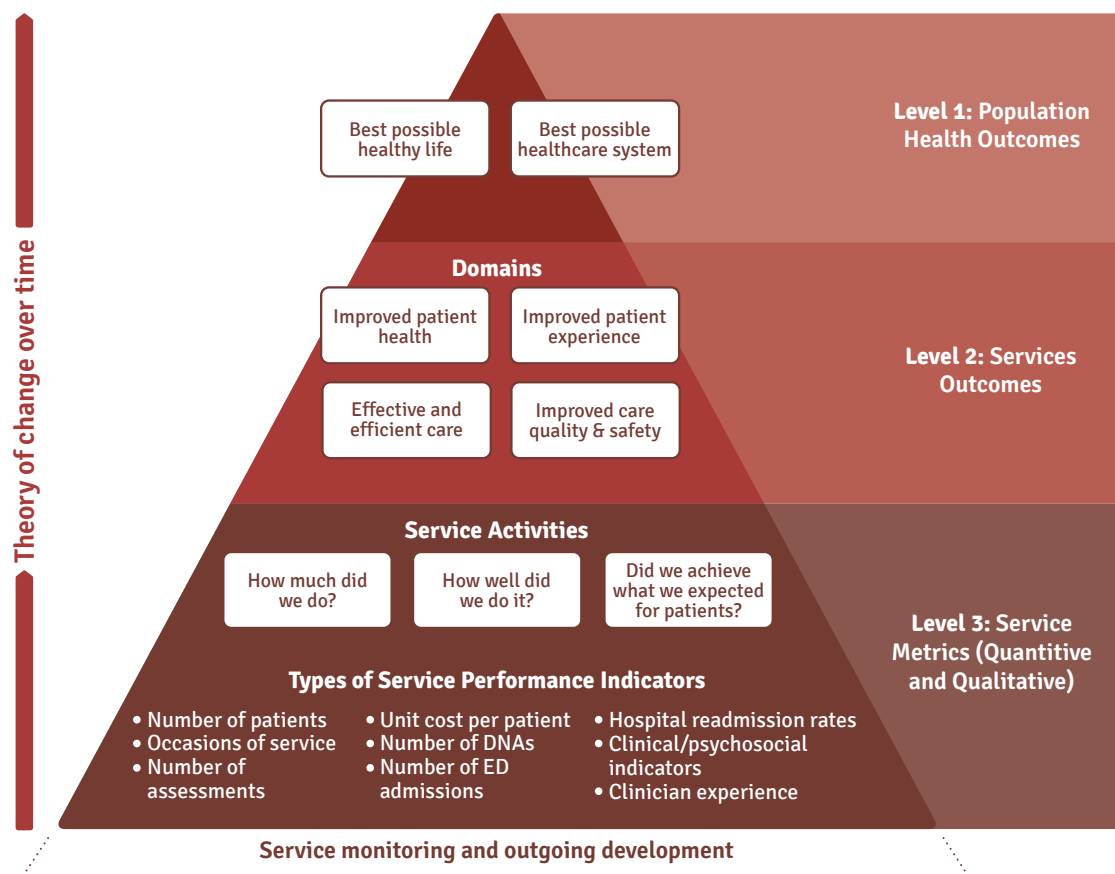 Theory of change over time
Best possible
healthy life
Best possible
healthcare system
Level 1: Population
Health Outcomes
Domains
Improved patient
health
Improved patient
experience
Effective and
efficient care
Improved care
quality & safety
Level 2: Services
Outcomes
Service Activities
How much did
we do?
How well did
we do it?
Did we achieve
what we expected
for patients?
Level 3: Service
Metrics (Quantitive
and Qualitative)
Types of Service Performance Indicators
• Number of patients
• Occasions of service
• Number of
assessments
• Unit cost per patient
• Number of DNAs
• Number of ED
admissions
• Hospital readmission rates
• Clinical/psychosocial
indicators
• Clinician experience
Service monitoring and outgoing development